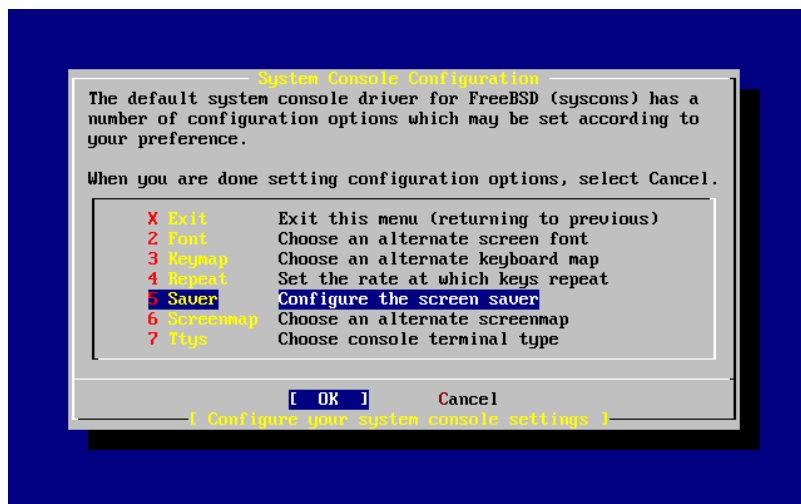 System Console Configuration
The default system console driver for FreeBSD (syscons) has a
number of configuration options which may be set according to
your preference.
When you are done setting configuration options, select Cancel.
X Exit Exit this menu (returning to previous)
2 Font Choose an alternate screen font
3 Keymap Choose an alternate keyboard map
4 Repeat Set the rate at which keys repeat
5 Saver Configure the screen saver
6 Screenmap Choose an alternate screenmap
7 Ttys Choose console terminal type
[ OK ] Cancel
[ Configure your system console settings ]